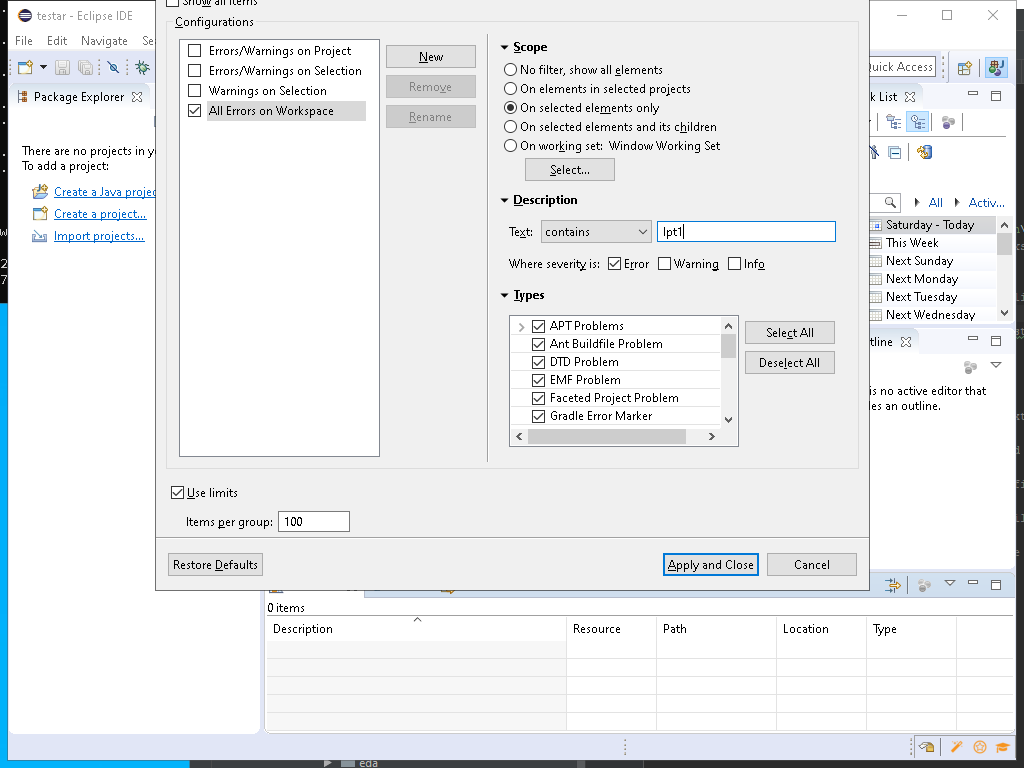 Show all items
testar - Eclipse IDE
Configurations
File Edit Navigate Se
Package Explorer
There are no projects in y
To add a project:
Create a Java projec
Create a project...
Import projects...
Errors/Warnings on Project
Errors/Warnings on Selection
Warnings on Selection
All Errors on Workspace
New
Remove
Rename
Scope
No filter, show all elements
On elements in selected projects
On selected elements only
On selected elements and its children
On working set: Window Working Set
Select...
Description
Text: contains lpt1
Where severity is: Error Warning Info
Types
APT Problems
Ant Buildfile Problem
DTD Problem
EMF Problem
Faceted Project Problem
Gradle Error Marker
Select All
Deselect All
Use limits
Items per group: 100
Restore Defaults
Apply and Close
Cancel
Quick Access
k List
All Activ...
Saturday - Today
This Week
Next Sunday
Next Monday
Next Tuesday
Next Wednesday
tline
is no active editor that
des an outline.
0 items
Description Resource Path Location Type
eda